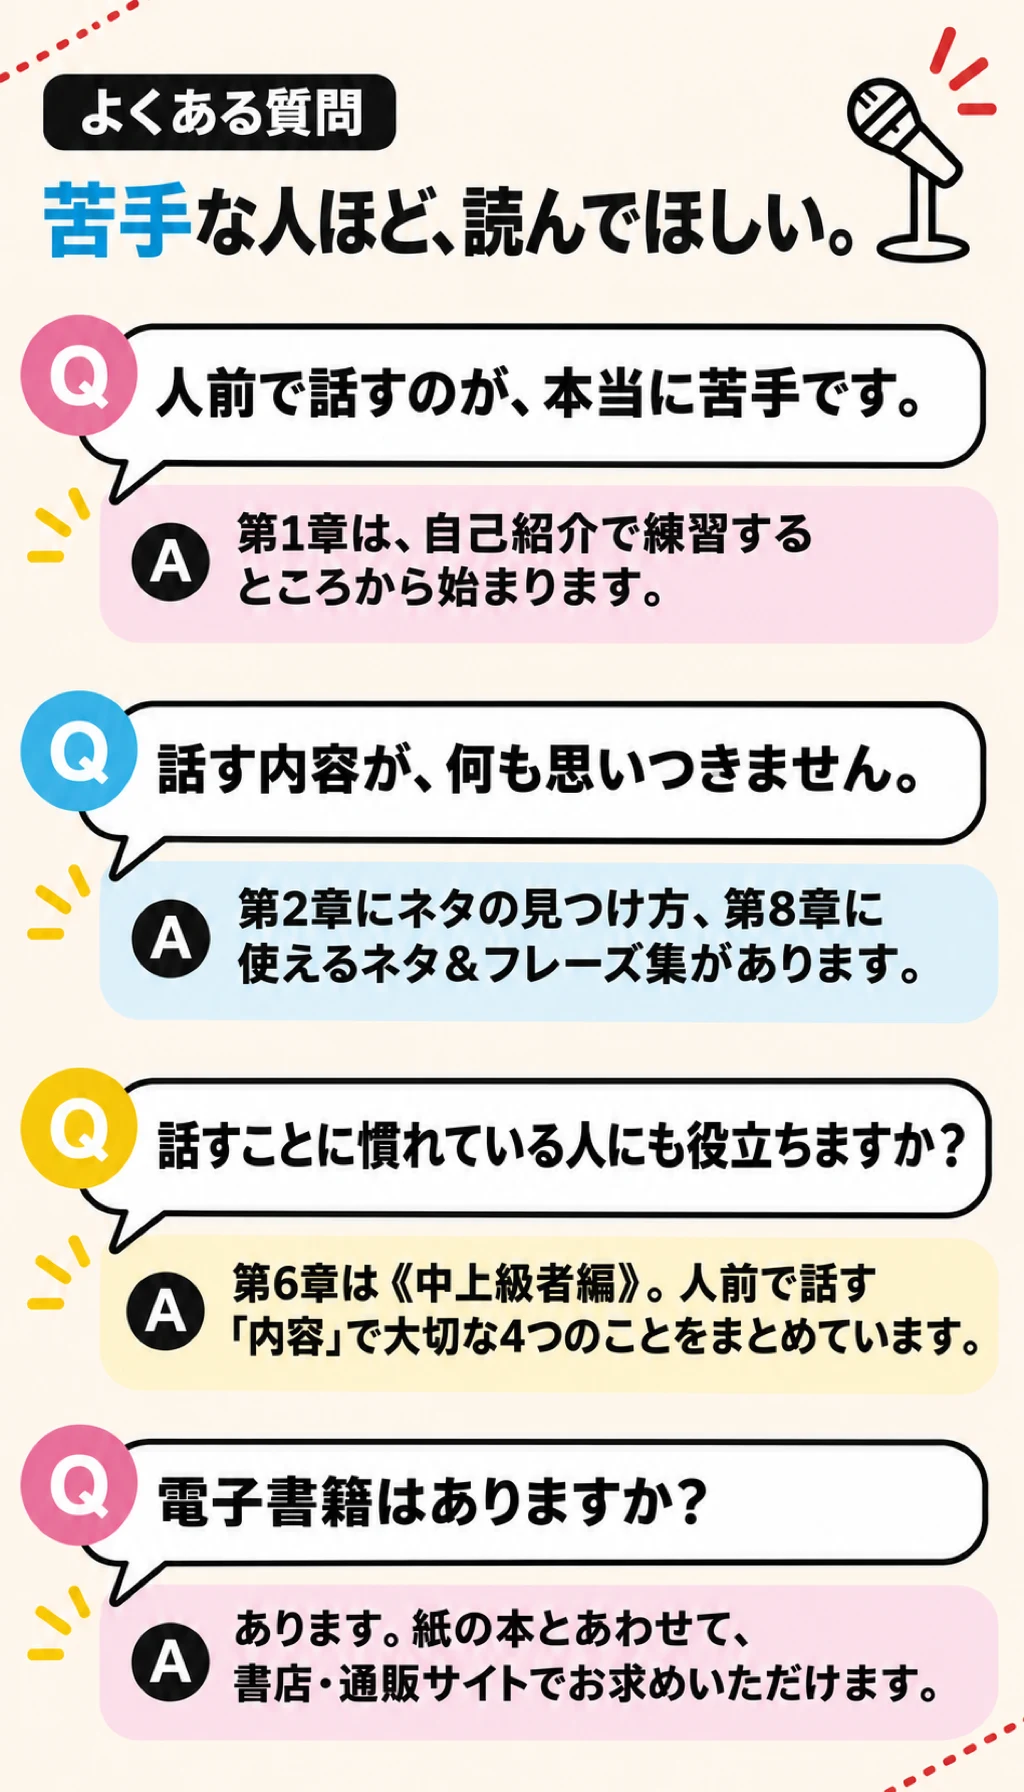 よくある質問
苦手な人ほど、読んでほしい。
Q
人前で話すのが、本当に苦手です。
A
第1章は、自己紹介で練習する
ところから始まります。
Q
話す内容が、何も思いつきません。
A
第2章にネタの見つけ方、第8章に
使えるネタ＆フレーズ集があります。
Q
話すことに慣れている人にも役立ちますか？
A
第6章は《中上級者編》。人前で話す
「内容」で大切な4つのことをまとめています。
Q
電子書籍はありますか？
A
あります。紙の本とあわせて、
書店・通販サイトでお求めいただけます。